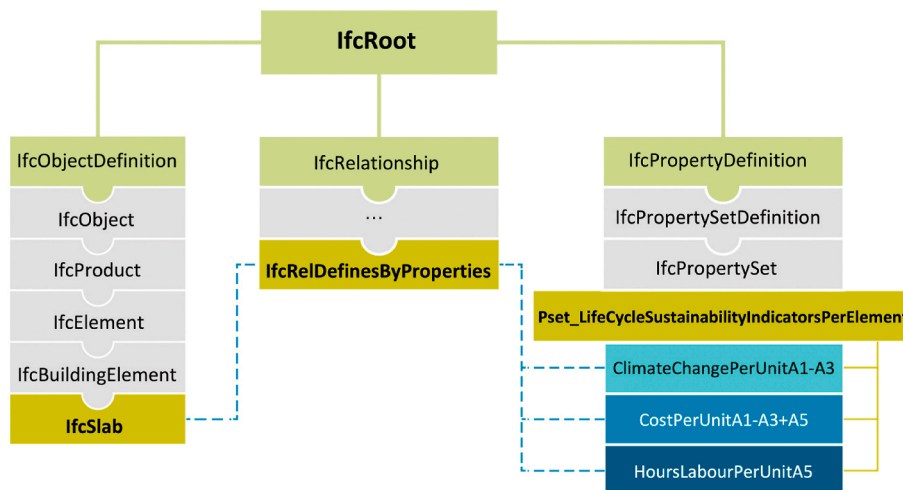 IfcRoot
IfcObjectDefinition
IfcObject
IfcProduct
IfcElement
IfcBuildingElement
IfcSlab
IfcRelationship
...
IfcRelDefinesByProperties
IfcPropertyDefinition
IfcPropertySetDefinition
IfcPropertySet
Pset_LifeCycleSustainabilityIndicatorsPerElement
ClimateChangePerUnitA1-A3
CostPerUnitA1-A3+A5
HoursLabourPerUnitA5